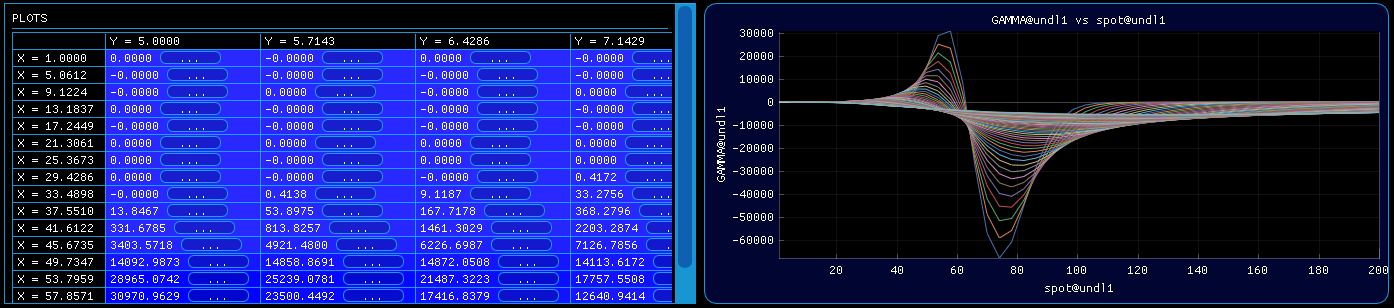 PLOTS
Y = 5.0000 Y = 5.7143 Y = 6.4286 Y = 7.1429
X = 1.0000 0.0000 ... -0.0000 ... 0.0000 ... -0.0000 ...
X = 5.0612 -0.0000 ... -0.0000 ... -0.0000 ... -0.0000 ...
X = 9.1224 -0.0000 ... 0.0000 ... -0.0000 ... 0.0000 ...
X = 13.1837 0.0000 ... -0.0000 ... -0.0000 ... 0.0000 ...
X = 17.2449 -0.0000 ... -0.0000 ... 0.0000 ... -0.0000 ...
X = 21.3061 -0.0000 ... 0.0000 ... 0.0000 ... 0.0000 ...
X = 25.3673 0.0000 ... -0.0000 ... 0.0000 ... -0.0000 ...
X = 29.4286 -0.0000 ... 0.0000 ... 0.0000 ... 0.4172 ...
X = 33.4898 -0.0000 ... 0.4138 ... 9.1187 ... 33.2756 ...
X = 37.5510 13.8467 ... 53.8975 ... 167.7178 ... 368.2796 ...
X = 41.6122 331.6785 ... 813.8257 ... 1461.3029 ... 2203.2874 ...
X = 45.6735 3403.5718 ... 4921.4800 ... 6226.6987 ... 7126.7856 ...
X = 49.7347 14092.9873 ... 14858.8691 ... 14872.0508 ... 14113.6172 ...
X = 53.7959 28965.0742 ... 25239.0781 ... 21487.3223 ... 17757.5508 ...
X = 57.8571 30970.9629 ... 23500.4492 ... 17416.8379 ... 12640.9414 ...
GAMMA@undl1 vs spot@undl1
30000
20000
10000
0
-10000
-20000
-30000
-40000
-50000
-60000
GAMMA@undl1
20 40 60 80 100 120 140 160 180 200
spot@undl1